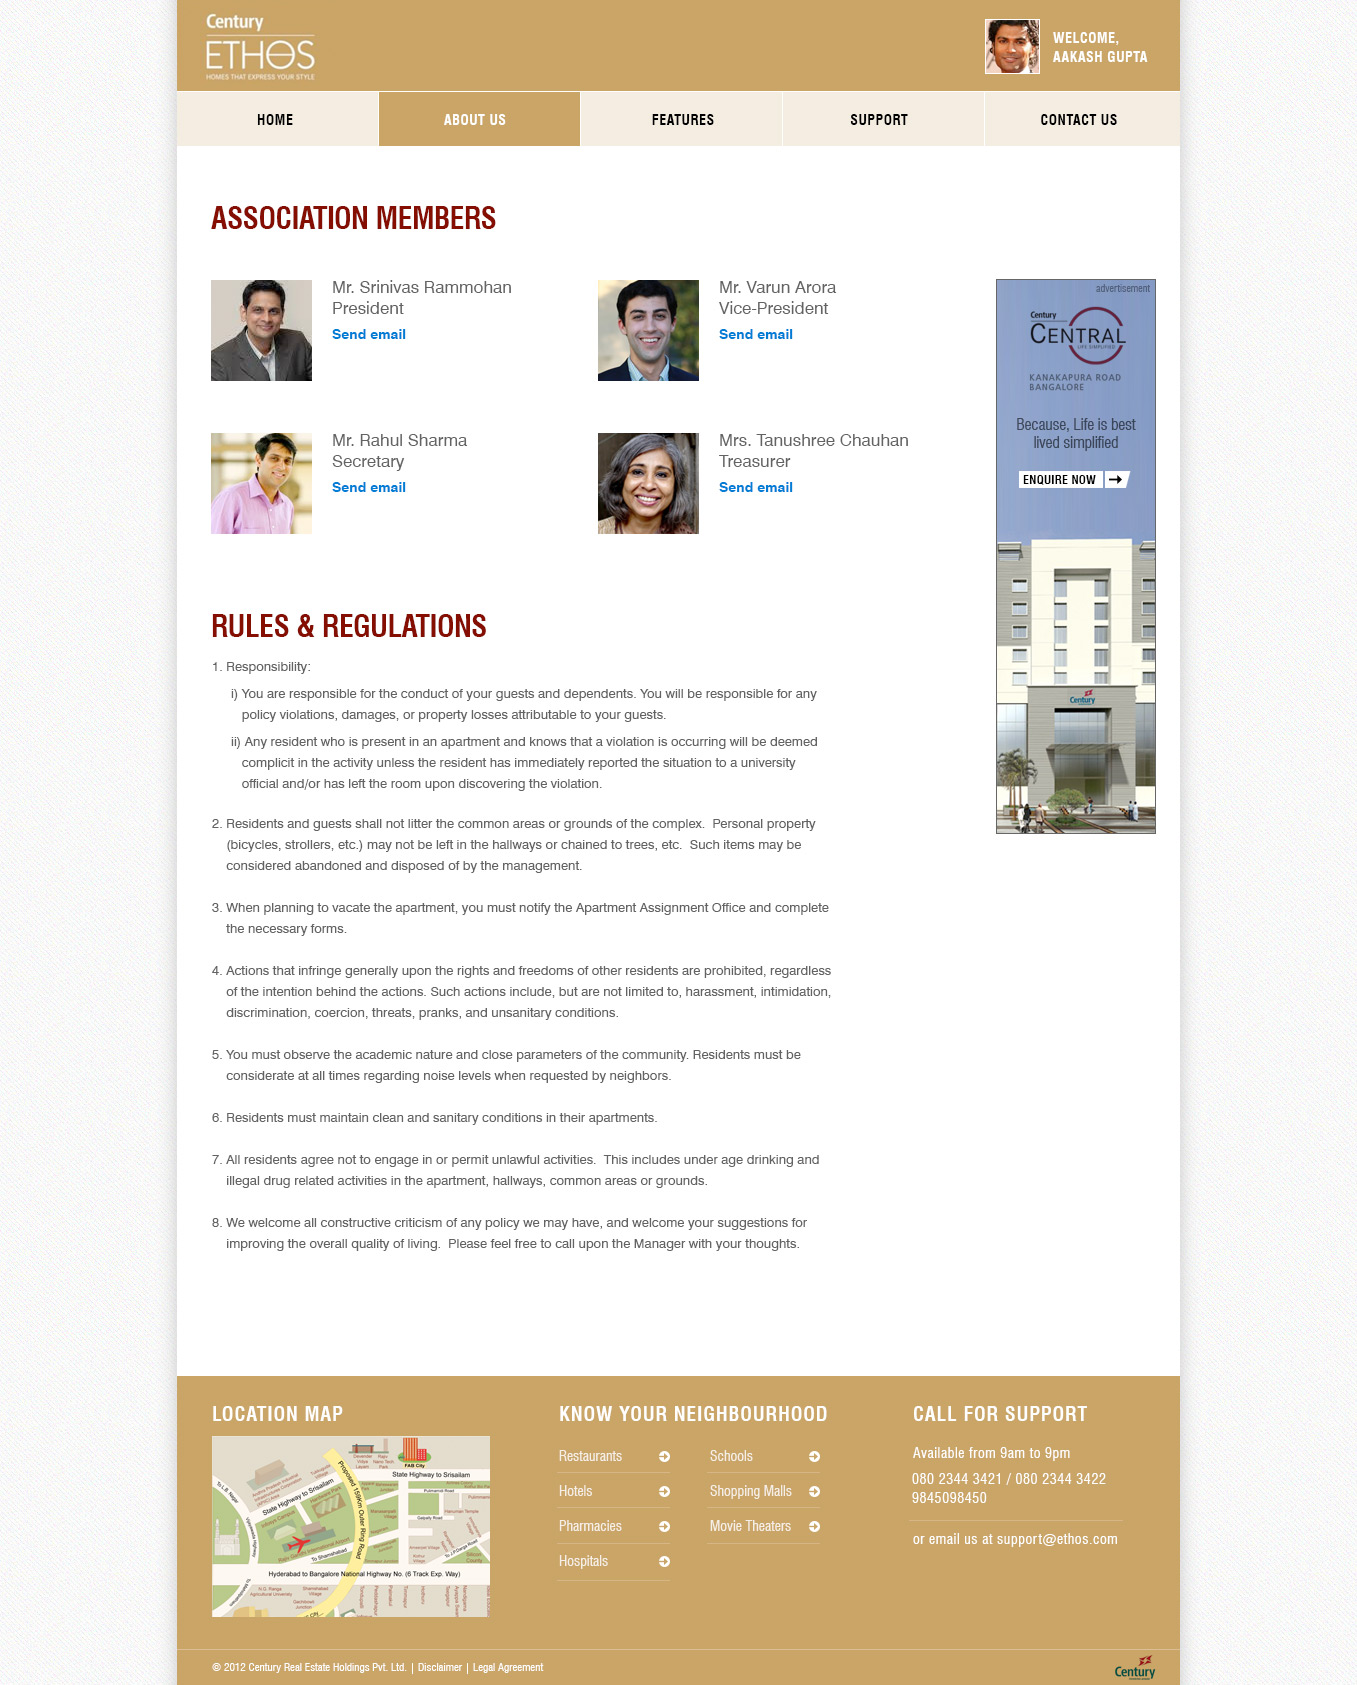 Century
ETHOS
HOMES THAT EXPRESS YOUR STYLE
WELCOME,
AAKASH GUPTA
HOME
ABOUT US
FEATURES
SUPPORT
CONTACT US
ASSOCIATION MEMBERS
Mr. Srinivas Rammohan
President
Send email
Mr. Varun Arora
Vice-President
Send email
Mr. Rahul Sharma
Secretary
Send email
Mrs. Tanushree Chauhan
Treasurer
Send email
advertisement
Century
CENTRAL
LIFE SIMPLIFIED
KANAKAPURA ROAD
BANGALORE
Because, Life is best
lived simplified
ENQUIRE NOW
Century
RULES & REGULATIONS
1. Responsibility:
i) You are responsible for the conduct of your guests and dependents. You will be responsible for any
policy violations, damages, or property losses attributable to your guests.
ii) Any resident who is present in an apartment and knows that a violation is occurring will be deemed
complicit in the activity unless the resident has immediately reported the situation to a university
official and/or has left the room upon discovering the violation.
2. Residents and guests shall not litter the common areas or grounds of the complex.  Personal property
(bicycles, strollers, etc.) may not be left in the hallways or chained to trees, etc.  Such items may be
considered abandoned and disposed of by the management.
3. When planning to vacate the apartment, you must notify the Apartment Assignment Office and complete
the necessary forms.
4. Actions that infringe generally upon the rights and freedoms of other residents are prohibited, regardless
of the intention behind the actions. Such actions include, but are not limited to, harassment, intimidation,
discrimination, coercion, threats, pranks, and unsanitary conditions.
5. You must observe the academic nature and close parameters of the community. Residents must be
considerate at all times regarding noise levels when requested by neighbors.
6. Residents must maintain clean and sanitary conditions in their apartments.
7. All residents agree not to engage in or permit unlawful activities.  This includes under age drinking and
illegal drug related activities in the apartment, hallways, common areas or grounds.
8. We welcome all constructive criticism of any policy we may have, and welcome your suggestions for
improving the overall quality of living.  Please feel free to call upon the Manager with your thoughts.
LOCATION MAP
FAB City
State Highway to Srisailam
State Highway to Srisailam
Proposed 159Km Outer Ring Road
To Shamshabad
Hyderabad to Bangalore National Highway No. (6 Track Exp. Way)
KNOW YOUR NEIGHBOURHOOD
Restaurants
Hotels
Pharmacies
Hospitals
Schools
Shopping Malls
Movie Theaters
CALL FOR SUPPORT
Available from 9am to 9pm
080 2344 3421 / 080 2344 3422
9845098450
or email us at support@ethos.com
© 2012 Century Real Estate Holdings Pvt. Ltd. | Disclaimer | Legal Agreement
Century